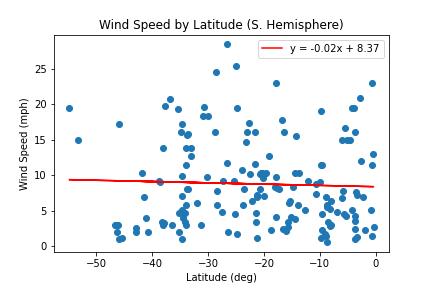 Wind Speed by Latitude (S. Hemisphere)
y = -0.02x + 8.37
Wind Speed (mph)
25
20
15
10
5
0
−50 −40 −30 −20 −10 0
Latitude (deg)